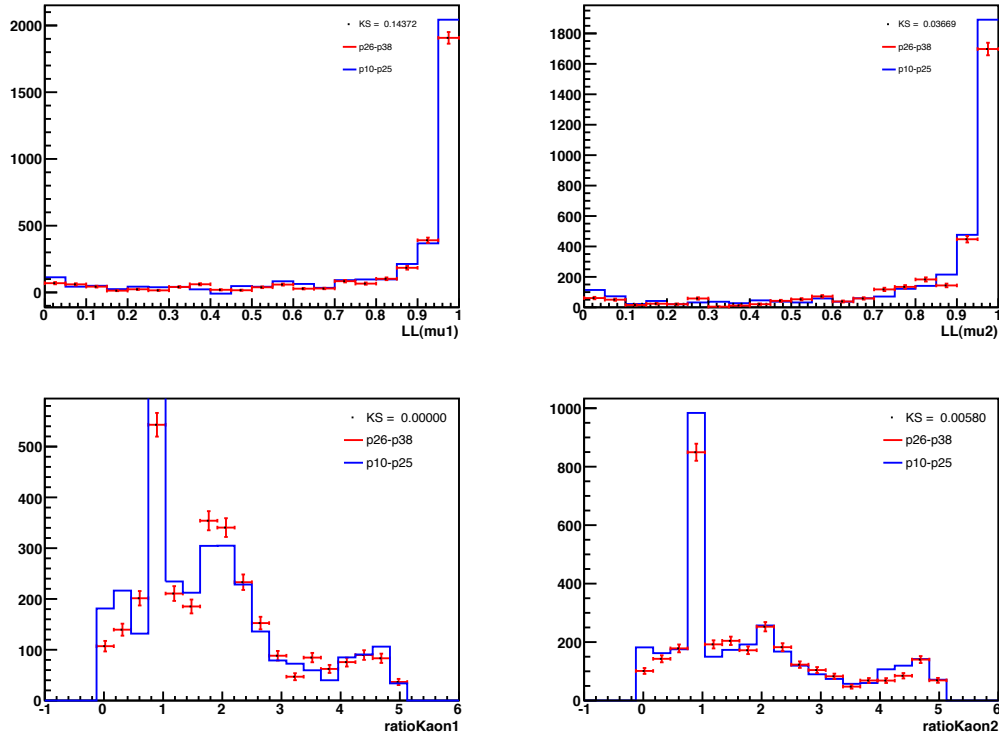 2000
1500
1000
500
0
KS = 0.14372
p26-p38
p10-p25
0 0.1 0.2 0.3 0.4 0.5 0.6 0.7 0.8 0.9 1
LL(mu1)
1800
1600
1400
1200
1000
800
600
400
200
0
KS = 0.03669
p26-p38
p10-p25
0 0.1 0.2 0.3 0.4 0.5 0.6 0.7 0.8 0.9 1
LL(mu2)
500
400
300
200
100
0
KS = 0.00000
p26-p38
p10-p25
-1 0 1 2 3 4 5 6
ratioKaon1
1000
800
600
400
200
0
KS = 0.00580
p26-p38
p10-p25
-1 0 1 2 3 4 5 6
ratioKaon2